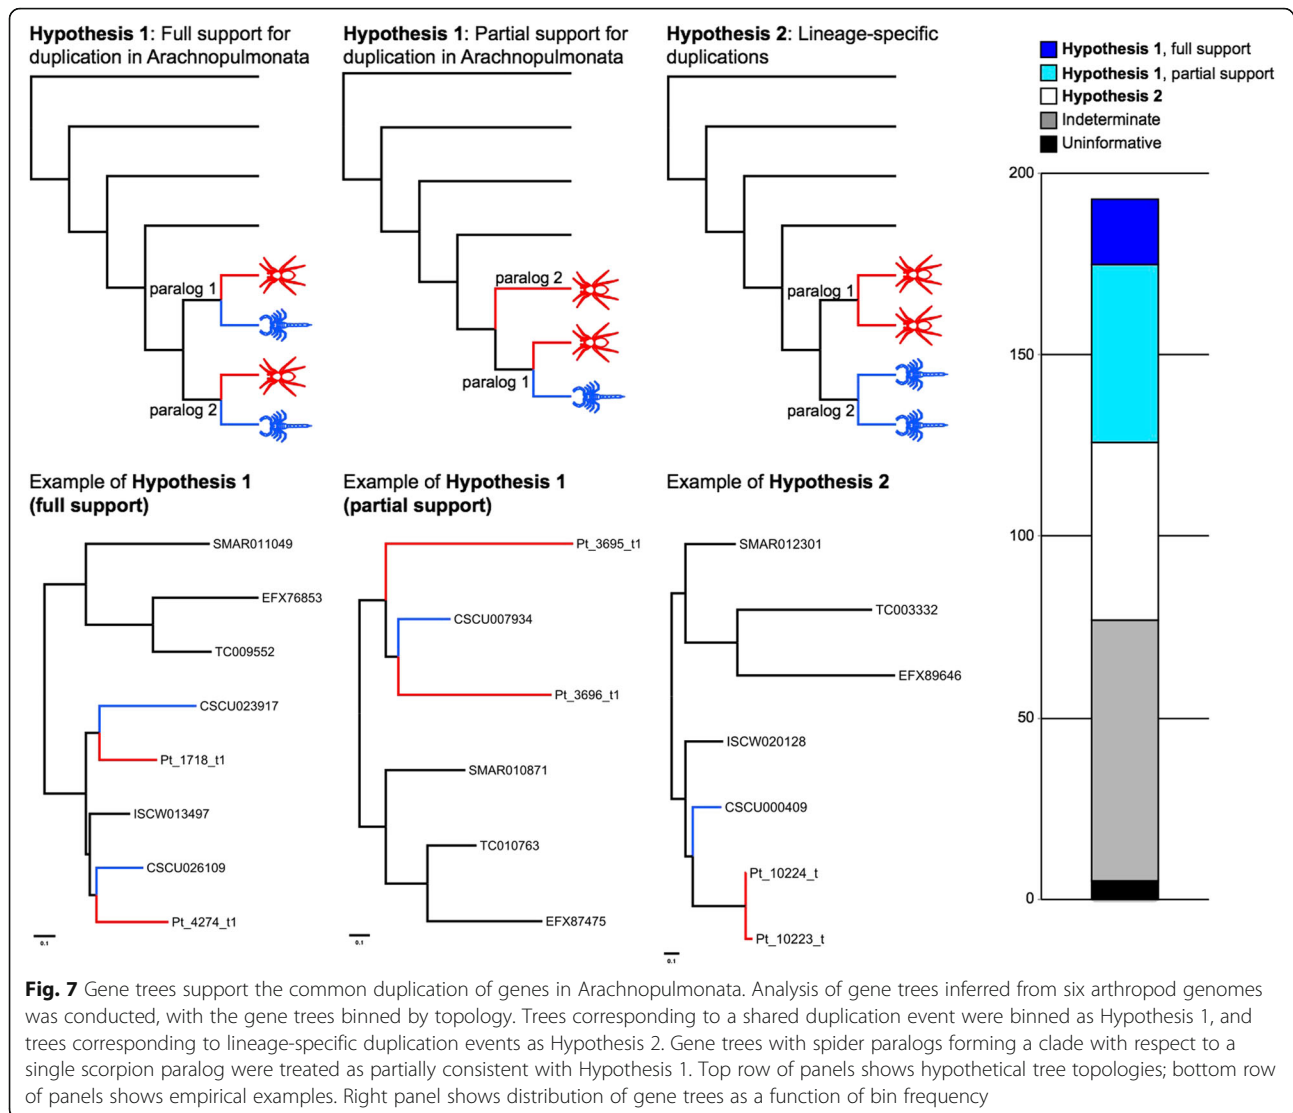 Hypothesis 1: Full support for
duplication in Arachnopulmonata
Hypothesis 1: Partial support for
duplication in Arachnopulmonata
Hypothesis 2: Lineage-specific
duplications
paralog 1
paralog 2
paralog 2
paralog 1
paralog 1
paralog 2
Hypothesis 1, full support
Hypothesis 1, partial support
Hypothesis 2
Indeterminate
Uninformative
200
150
100
50
0
Example of Hypothesis 1
(full support)
SMAR011049
EFX76853
TC009552
CSCU023917
Pt_1718_t1
ISCW013497
CSCU026109
Pt_4274_t1
0.1
Example of Hypothesis 1
(partial support)
Pt_3695_t1
CSCU007934
Pt_3696_t1
SMAR010871
TC010763
EFX87475
0.1
Example of Hypothesis 2
SMAR012301
TC003332
EFX89646
ISCW020128
CSCU000409
Pt_10224_t
Pt_10223_t
0.1
Fig. 7 Gene trees support the common duplication of genes in Arachnopulmonata. Analysis of gene trees inferred from six arthropod genomes
was conducted, with the gene trees binned by topology. Trees corresponding to a shared duplication event were binned as Hypothesis 1, and
trees corresponding to lineage-specific duplication events as Hypothesis 2. Gene trees with spider paralogs forming a clade with respect to a
single scorpion paralog were treated as partially consistent with Hypothesis 1. Top row of panels shows hypothetical tree topologies; bottom row
of panels shows empirical examples. Right panel shows distribution of gene trees as a function of bin frequency